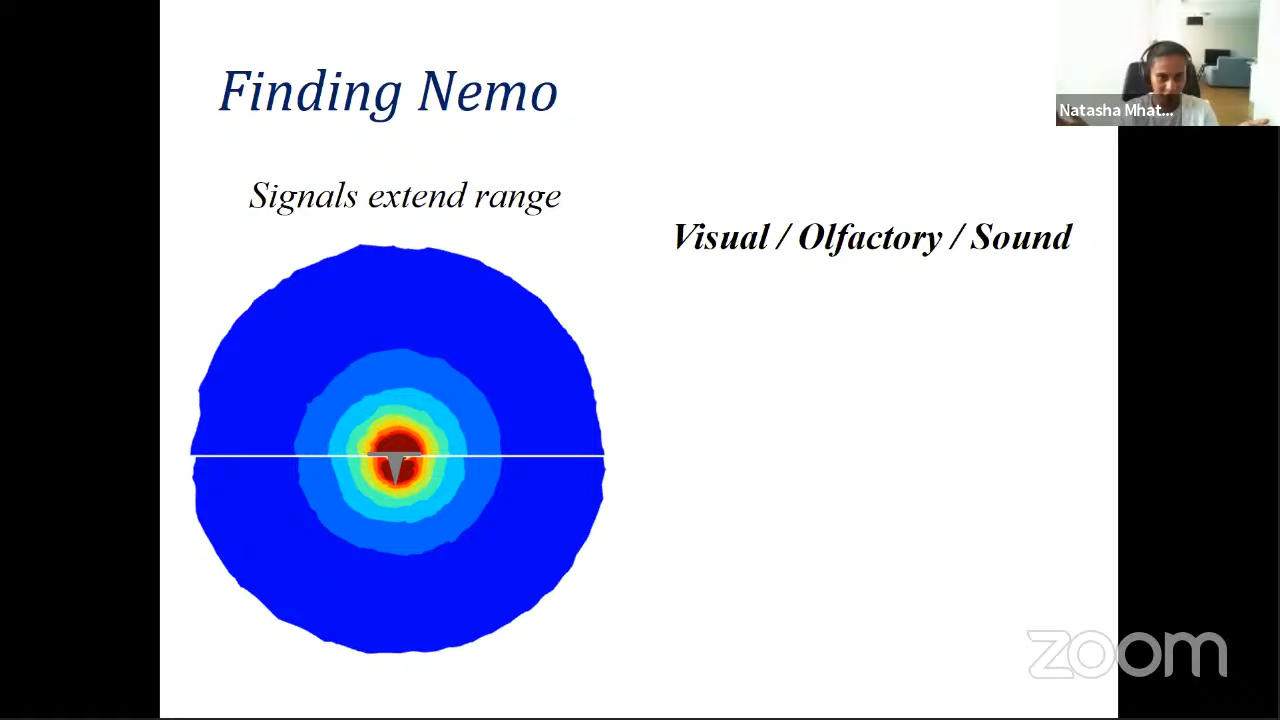 Finding Nemo
Natasha Mhat...
Signals extend range
Visual / Olfactory / Sound
zoom